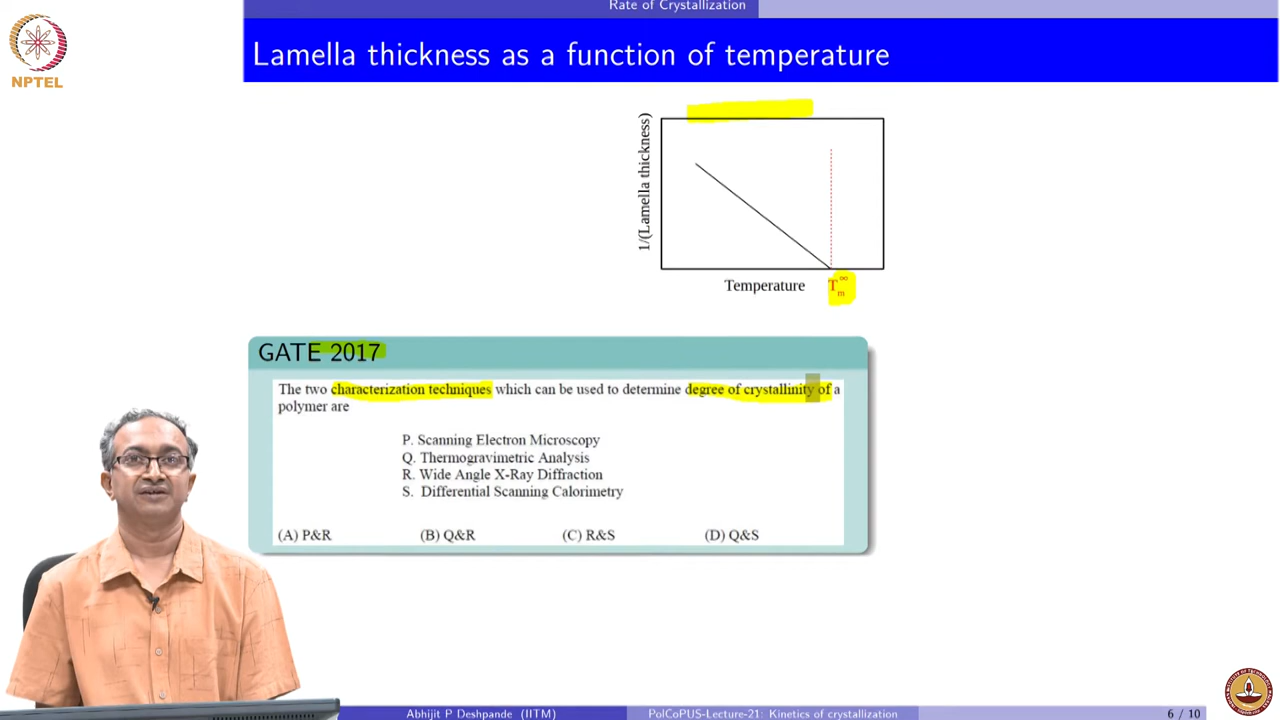 Rate of Crystallization
Lamella thickness as a function of temperature
NPTEL
1/(Lamella thickness)
Temperature
T∞m
GATE 2017
The two characterization techniques which can be used to determine degree of crystallinity of a
polymer are
P. Scanning Electron Microscopy
Q. Thermogravimetric Analysis
R. Wide Angle X-Ray Diffraction
S. Differential Scanning Calorimetry
(A) P&R (B) Q&R (C) R&S (D) Q&S
Abhijit P Deshpande (IITM) PolCoPUS-Lecture-21: Kinetics of crystallization 6 / 10